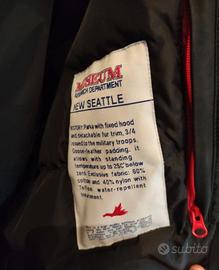 MUSEUM
RESEARCH DEPARTMENT
NEW SEATTLE
HISTORY: Parka with fixed hood
and detachable fur trim, 3/4
issued to the military troops.
Goose-feather padding, it
allows with standing
temperature up to 25C° below
zero. Exclusive fabric: 60%
cotton and 40% nylon with
Teflon water-repellent
treatment.
subito